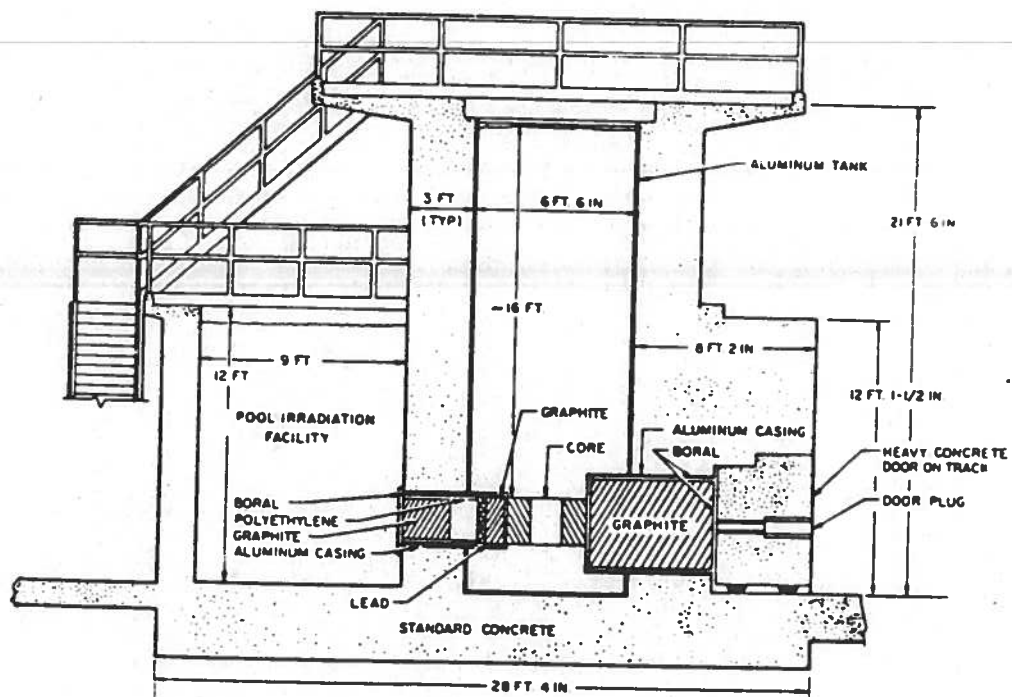 ALUMINUM TANK
3 FT
(TYP)
6 FT. 6 IN
21 FT 6 IN
~16 FT.
9 FT
8 FT. 2 IN
12 FT
12 FT. 1-1/2 IN.
POOL IRRADIATION
FACILITY
GRAPHITE
CORE
ALUMINUM CASING
BORAL
HEAVY CONCRETE
DOOR ON TRACK
DOOR PLUG
BORAL
POLYETHYLENE
GRAPHITE
ALUMINUM CASING
GRAPHITE
LEAD
STANDARD CONCRETE
28 FT. 4 IN.